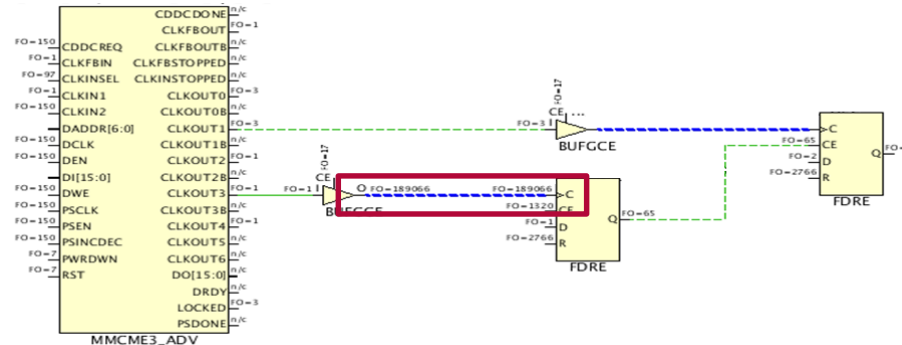 CDDCDONE n/c
CLKFBOUT FO=1
FO=150 CDDCREQ CLKFBOUTB n/c
FO=1 CLKFBIN CLKFBSTOPPED n/c
FO=97 CLKINSEL CLKINSTOPPED n/c
FO=1 CLKIN1 CLKOUT0 FO=3
FO=150 CLKIN2 CLKOUT0B n/c
DADDR[6:0] CLKOUT1 FO=3
FO=150 DCLK CLKOUT1B n/c
FO=150 DEN CLKOUT2 FO=1
DI[15:0] CLKOUT2B n/c
FO=150 DWE CLKOUT3 FO=1
FO=150 PSCLK CLKOUT3B n/c
FO=150 PSEN CLKOUT4 FO=1
FO=150 PSINCDEC CLKOUT5 n/c
FO=7 PWRDWN CLKOUT6 n/c
FO=7 RST DO[15:0] n/c
DRDY n/c
LOCKED FO=3
PSDONE n/c
MMCME3_ADV
FO=17
CE ...
FO=3 I
BUFGCE
FO=17
CE
FO=1 I O FO=189066
BUFGCE
FO=189066 C
FO=1320 CE
FO=1 D
FO=2766 R
Q FO=65
FDRE
C
FO=65 CE
FO=2 D
FO=2766 R
Q
FDRE